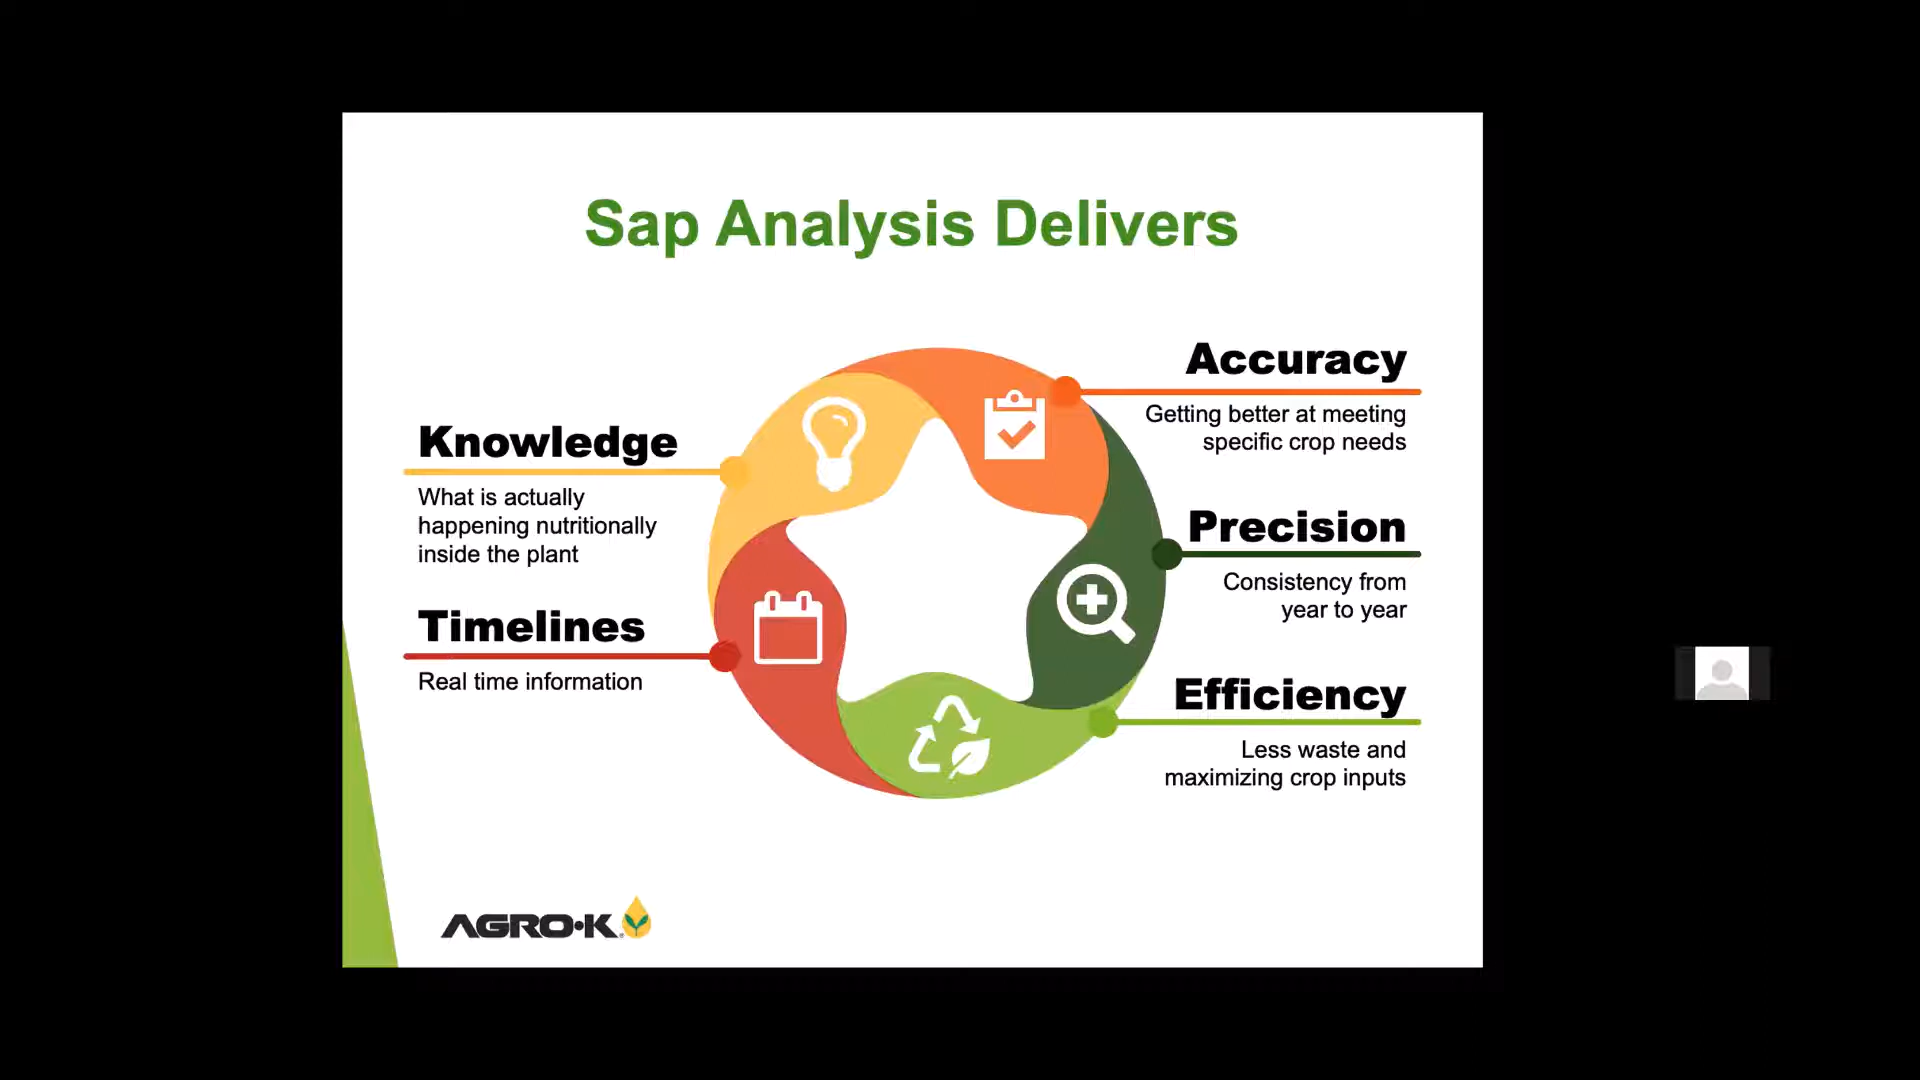 Sap Analysis Delivers
Knowledge
What is actually
happening nutritionally
inside the plant
Timelines
Real time information
Accuracy
Getting better at meeting
specific crop needs
Precision
Consistency from
year to year
Efficiency
Less waste and
maximizing crop inputs
AGRO•K®